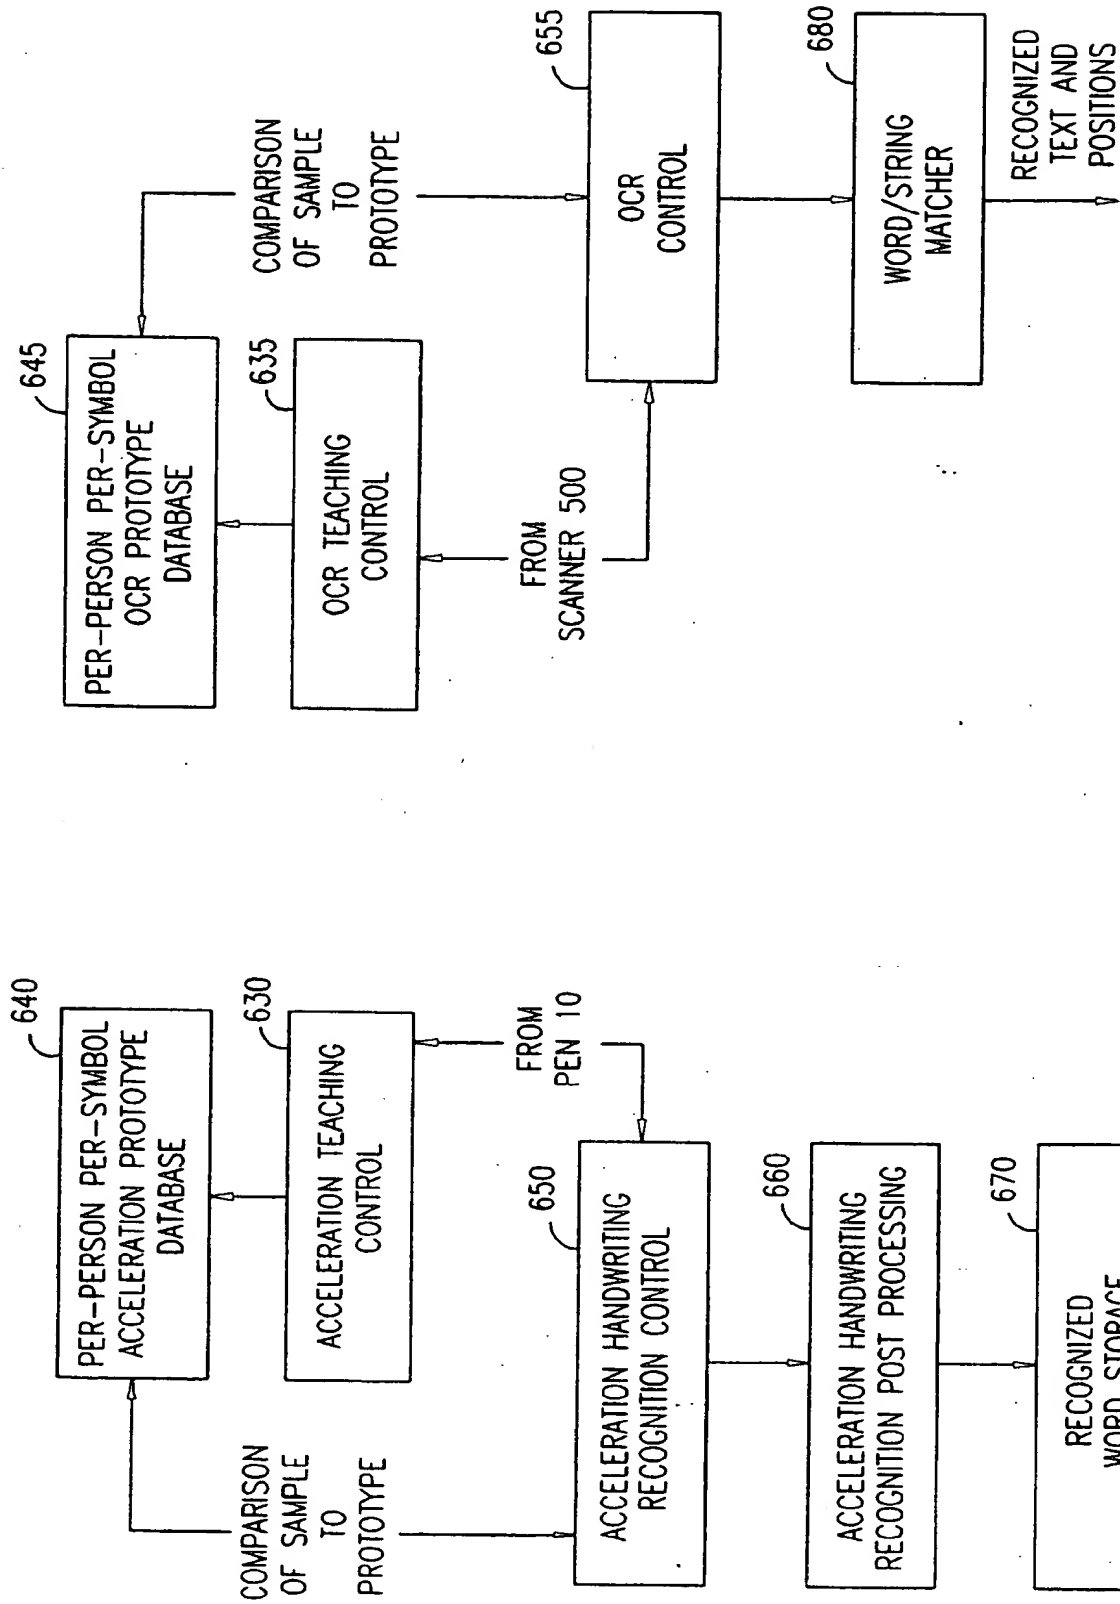 640
PER-PERSON PER-SYMBOL
ACCELERATION PROTOTYPE
DATABASE
630
ACCELERATION TEACHING
CONTROL
COMPARISON
OF SAMPLE
TO
PROTOTYPE
FROM
PEN 10
650
ACCELERATION HANDWRITING
RECOGNITION CONTROL
660
ACCELERATION HANDWRITING
RECOGNITION POST PROCESSING
670
RECOGNIZED
WORD STORAGE
645
PER-PERSON PER-SYMBOL
OCR PROTOTYPE
DATABASE
635
OCR TEACHING
CONTROL
COMPARISON
OF SAMPLE
TO
PROTOTYPE
FROM
SCANNER 500
655
OCR
CONTROL
680
WORD/STRING
MATCHER
RECOGNIZED
TEXT AND
POSITIONS